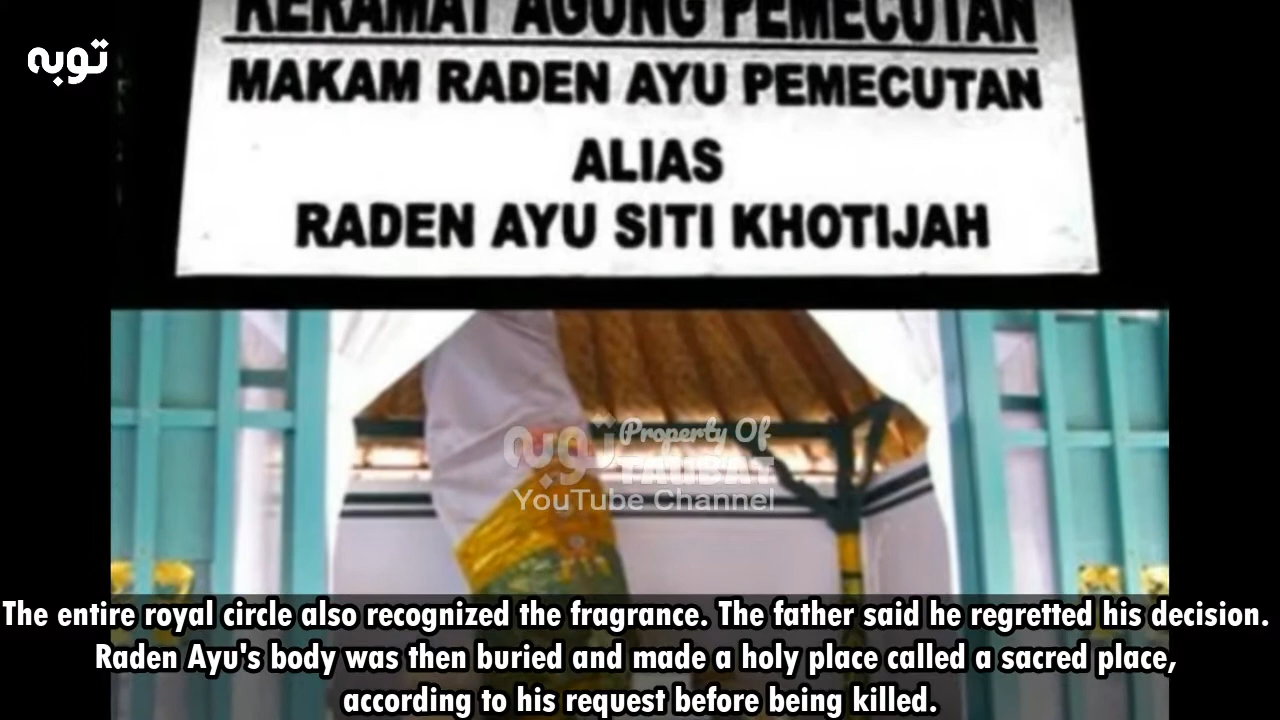 KERAMAT AGUNG PEMECUTAN
توبه
MAKAM RADEN AYU PEMECUTAN
ALIAS
RADEN AYU SITI KHOTIJAH
توبه
Property Of
TAUBAT
YouTube Channel
The entire royal circle also recognized the fragrance. The father said he regretted his decision.
Raden Ayu's body was then buried and made a holy place called a sacred place,
according to his request before being killed.